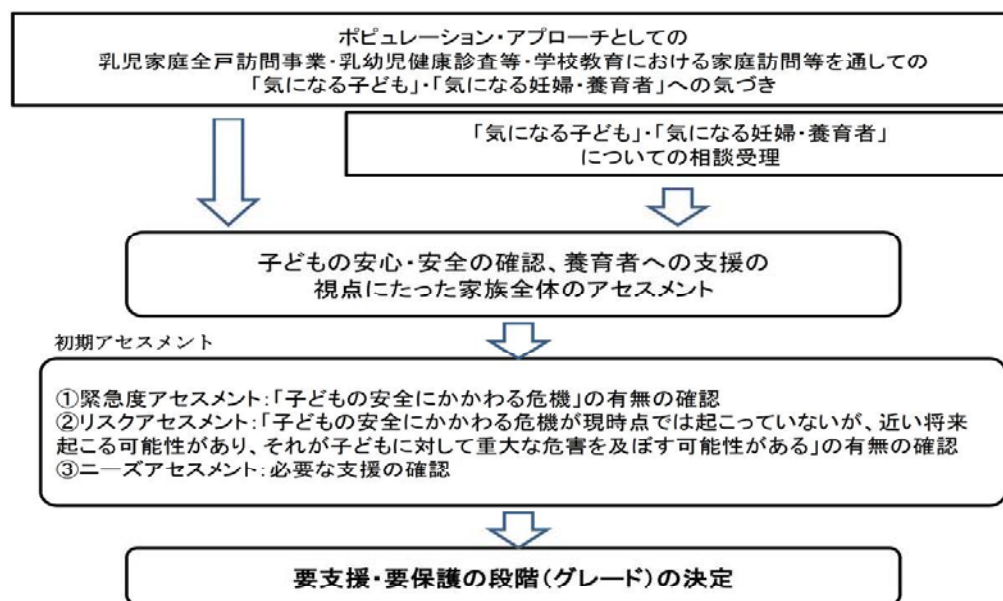 ポピュレーション・アプローチとしての
乳児家庭全戸訪問事業・乳幼児健康診査等・学校教育における家庭訪問等を通しての
「気になる子ども」・「気になる妊婦・養育者」への気づき
「気になる子ども」・「気になる妊婦・養育者」
についての相談受理
子どもの安心・安全の確認、養育者への支援の
視点にたった家族全体のアセスメント
初期アセスメント
①緊急度アセスメント:「子どもの安全にかかわる危機」の有無の確認
②リスクアセスメント:「子どもの安全にかかわる危機が現時点では起こっていないが、近い将来
起こる可能性があり、それが子どもに対して重大な危害を及ぼす可能性がある」の有無の確認
③ニーズアセスメント:必要な支援の確認
要支援・要保護の段階(グレード)の決定